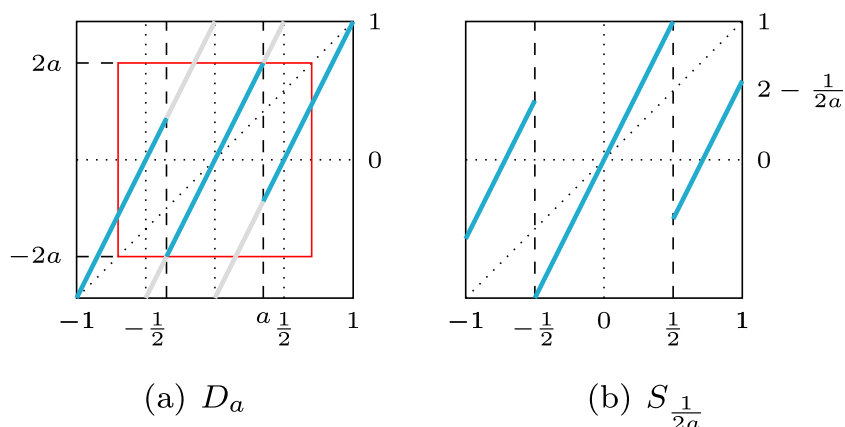 1
2a
0
−2a
−1 −½ a ½ 1
(a) D_a
1
2 − 1/(2a)
0
−1 −½ 0 ½ 1
(b) S_{1/(2a)}